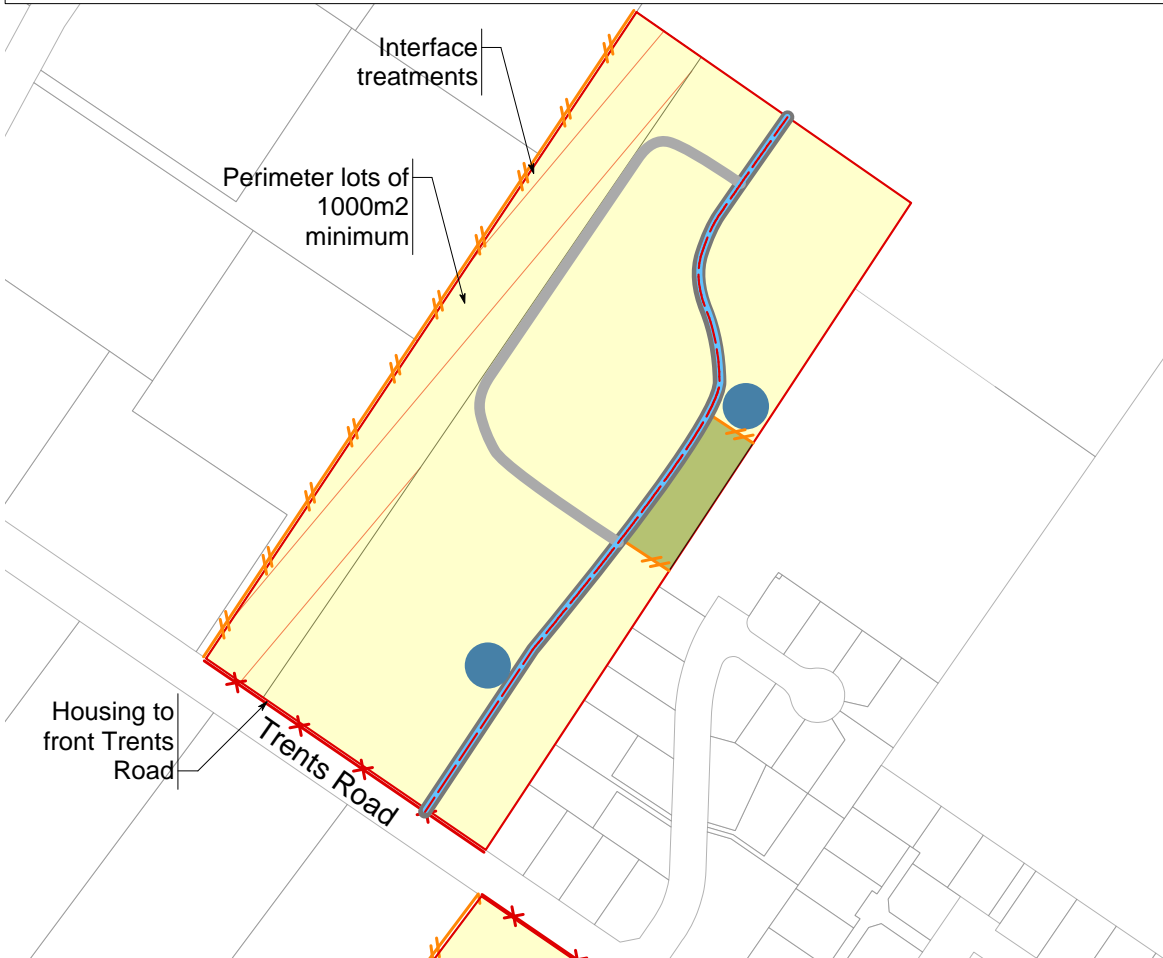 Interface
treatments
Perimeter lots of
1000m2
minimum
Housing to
front Trents
Road
Trents Road